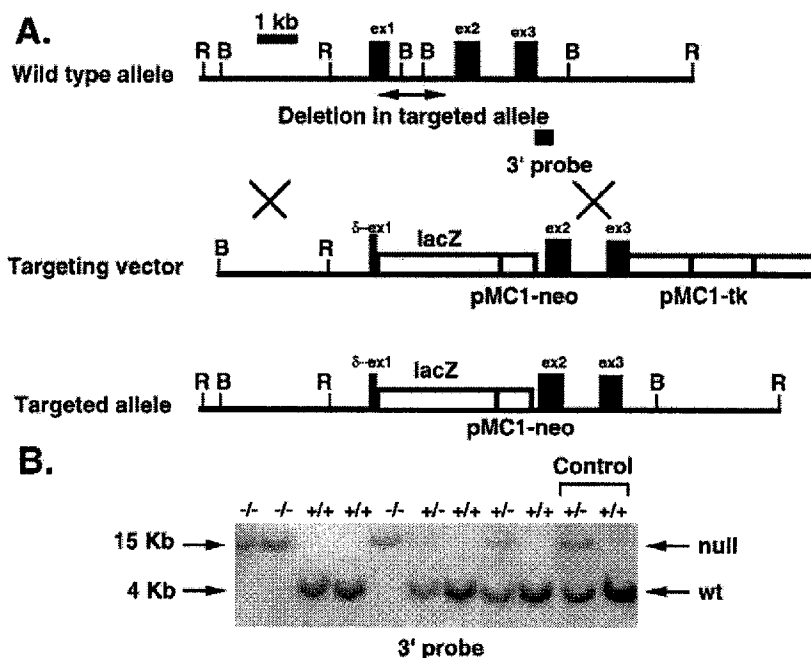 A.
1 kb
ex1 ex2 ex3
R B R B B B R
Wild type allele
Deletion in targeted allele
3' probe
δ-ex1 lacZ ex2 ex3
B R
Targeting vector
pMC1-neo pMC1-tk
δ-ex1 lacZ ex2 ex3
R B R B R
Targeted allele
pMC1-neo
B.
Control
-/- -/- +/+ +/+ -/- +/- +/+ +/- +/+ +/- +/+
15 Kb null
4 Kb wt
3' probe